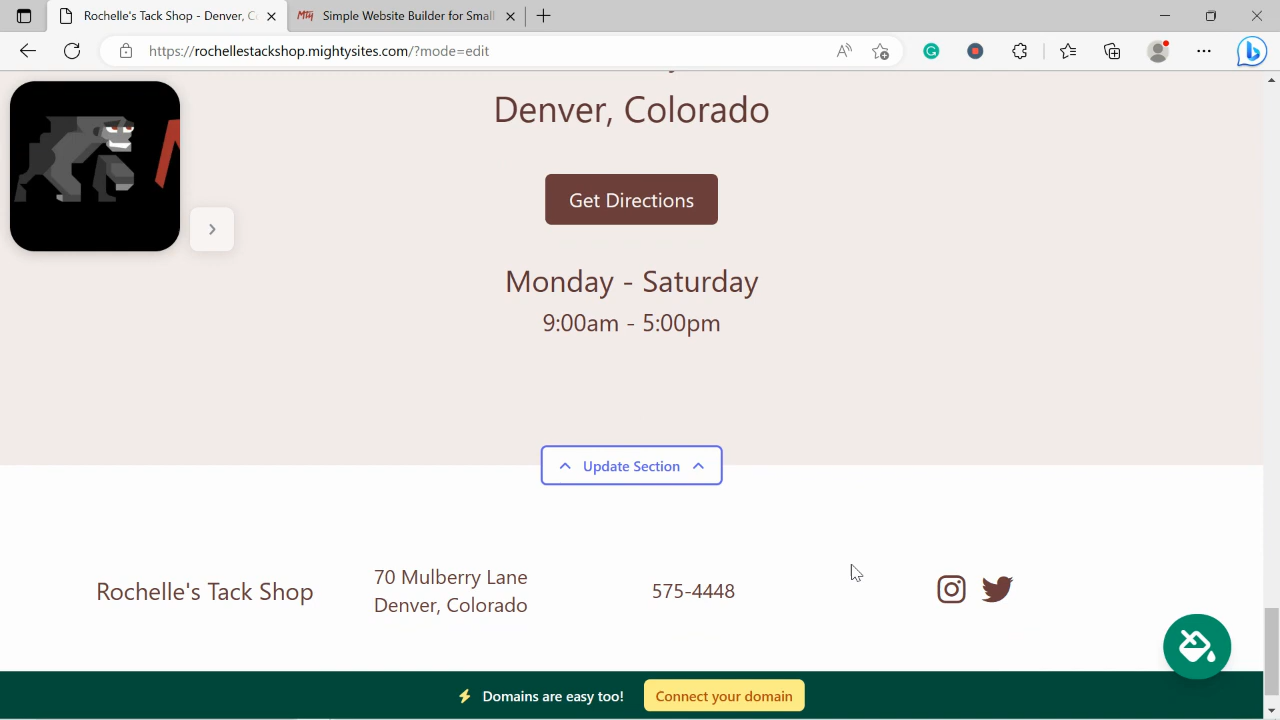 Rochelle's Tack Shop - Denver, C
Simple Website Builder for Small
https://rochellestackshop.mightysites.com/?mode=edit
Denver, Colorado
Get Directions
Monday - Saturday
9:00am - 5:00pm
Update Section
Rochelle's Tack Shop
70 Mulberry Lane
Denver, Colorado
575-4448
Domains are easy too!
Connect your domain